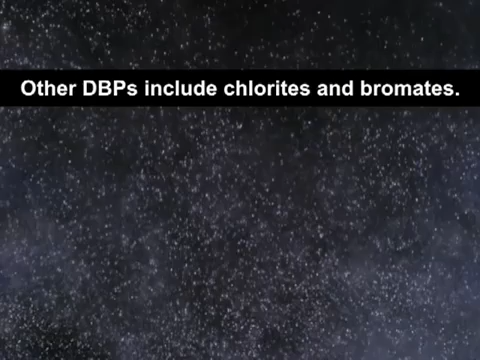 Other DBPs include chlorites and bromates.